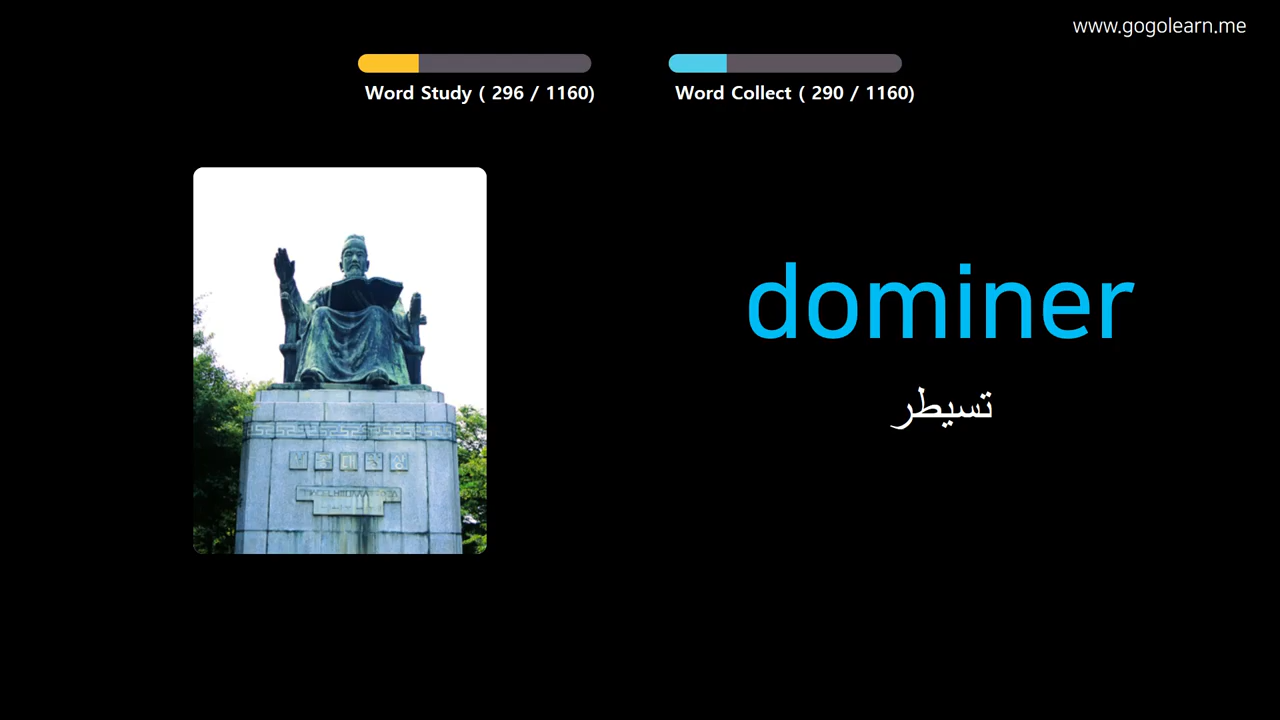 www.gogolearn.me
Word Study ( 296 / 1160)
Word Collect ( 290 / 1160)
dominer
تسيطر